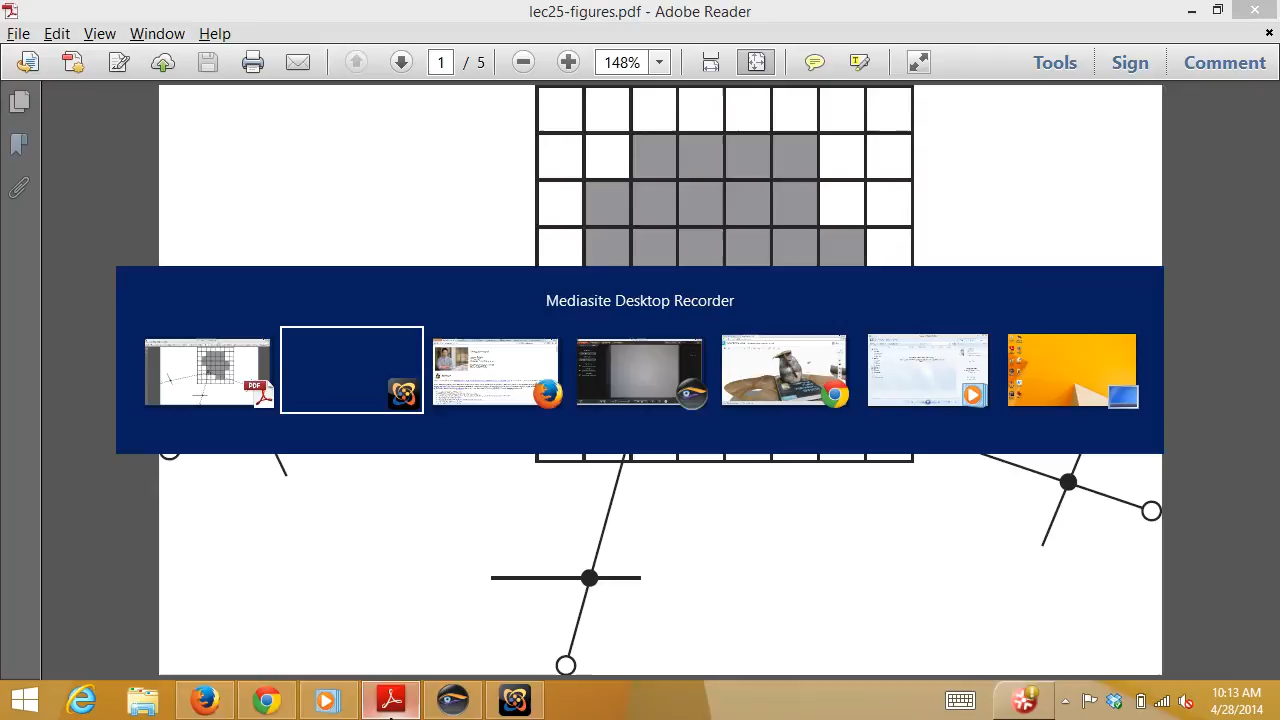 lec25-figures.pdf - Adobe Reader
File Edit View Window Help
1 / 5 148% Tools Sign Comment
Mediasite Desktop Recorder
PDF
10:13 AM
4/28/2014